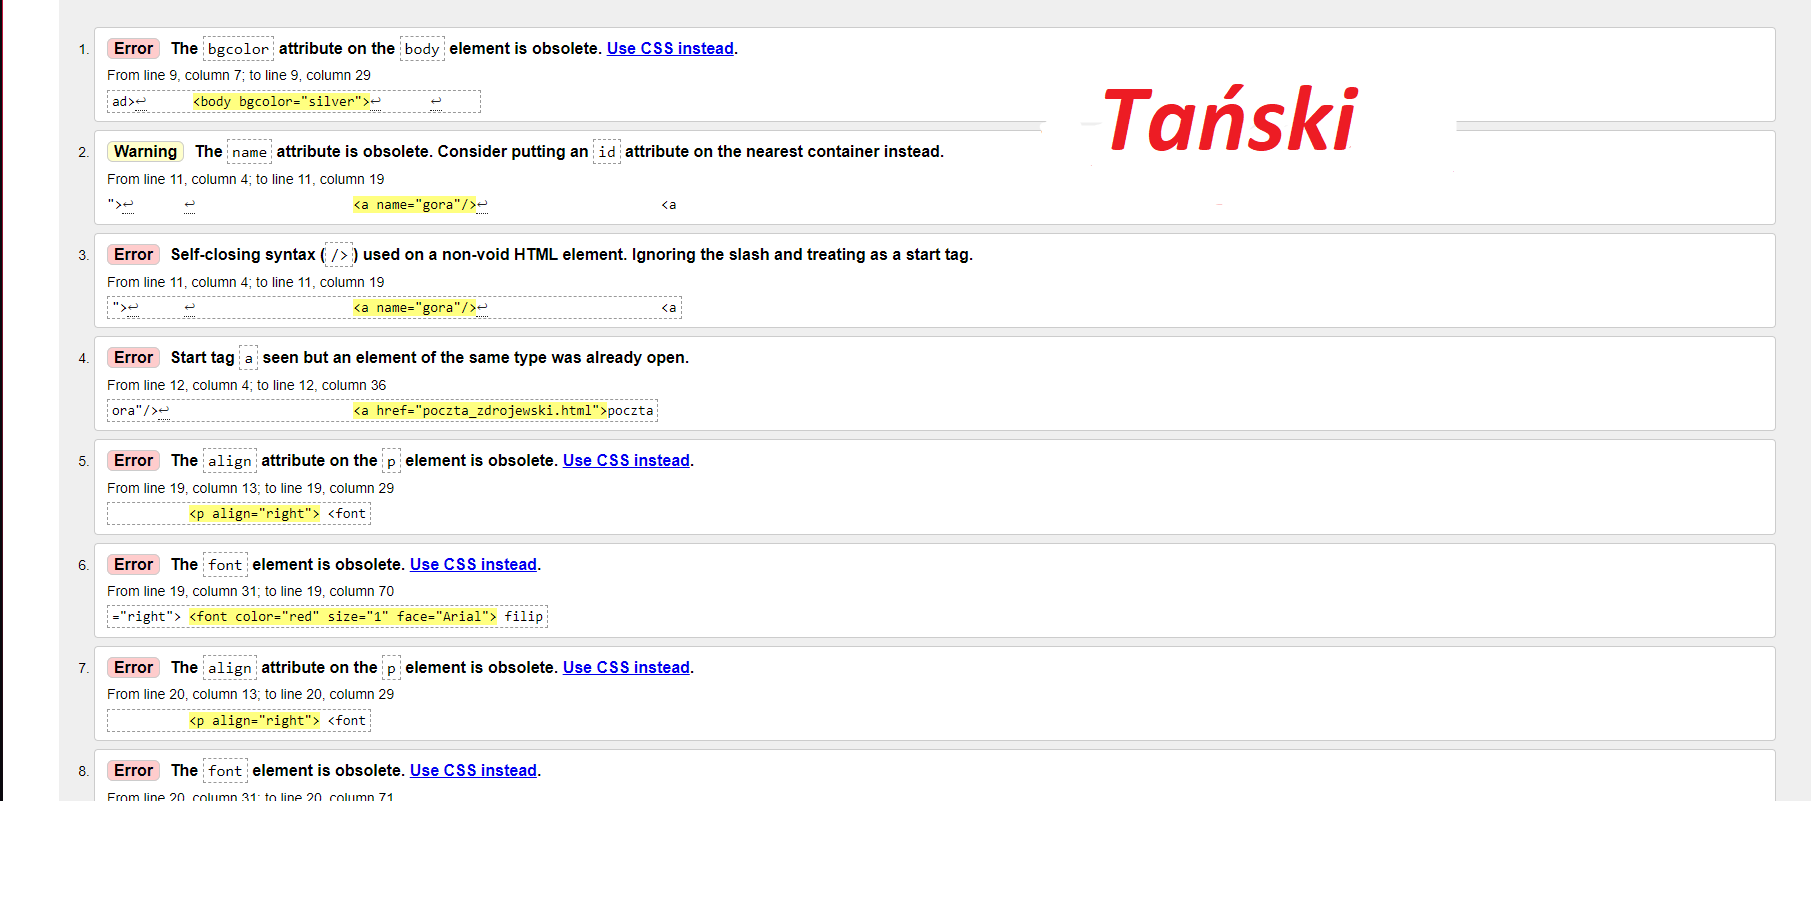 1. Error The bgcolor attribute on the body element is obsolete. Use CSS instead.
From line 9, column 7; to line 9, column 29
ad>↩ <body bgcolor="silver">↩ ↩
Tański
2. Warning The name attribute is obsolete. Consider putting an id attribute on the nearest container instead.
From line 11, column 4; to line 11, column 19
">↩ ↩ <a name="gora"/>↩ <a
3. Error Self-closing syntax (/>) used on a non-void HTML element. Ignoring the slash and treating as a start tag.
From line 11, column 4; to line 11, column 19
">↩ ↩ <a name="gora"/>↩ <a
4. Error Start tag a seen but an element of the same type was already open.
From line 12, column 4; to line 12, column 36
ora"/>↩ <a href="poczta_zdrojewski.html">poczta
5. Error The align attribute on the p element is obsolete. Use CSS instead.
From line 19, column 13; to line 19, column 29
<p align="right"> <font
6. Error The font element is obsolete. Use CSS instead.
From line 19, column 31; to line 19, column 70
="right"> <font color="red" size="1" face="Arial"> filip
7. Error The align attribute on the p element is obsolete. Use CSS instead.
From line 20, column 13; to line 20, column 29
<p align="right"> <font
8. Error The font element is obsolete. Use CSS instead.
From line 20, column 31; to line 20, column 71